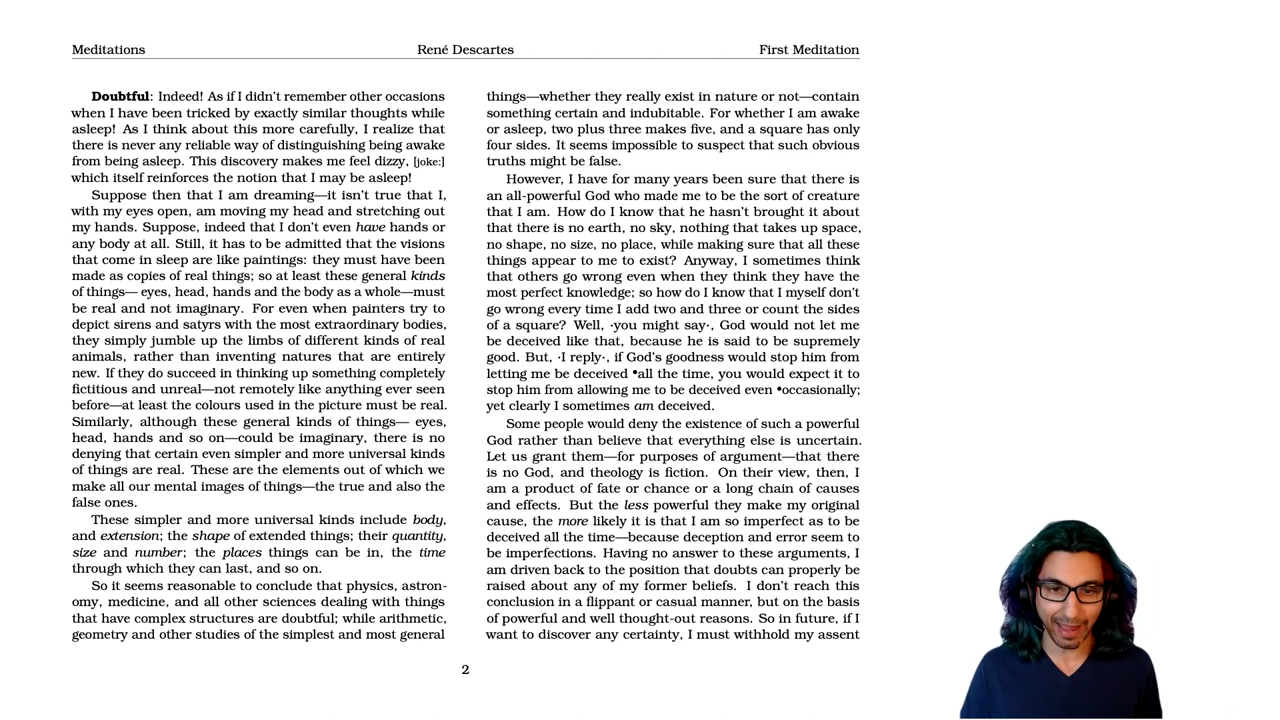 Meditations René Descartes First Meditation
Doubtful: Indeed! As if I didn't remember other occasions
when I have been tricked by exactly similar thoughts while
asleep! As I think about this more carefully, I realize that
there is never any reliable way of distinguishing being awake
from being asleep. This discovery makes me feel dizzy, [joke:]
which itself reinforces the notion that I may be asleep!
Suppose then that I am dreaming—it isn't true that I,
with my eyes open, am moving my head and stretching out
my hands. Suppose, indeed that I don't even have hands or
any body at all. Still, it has to be admitted that the visions
that come in sleep are like paintings: they must have been
made as copies of real things; so at least these general kinds
of things— eyes, head, hands and the body as a whole—must
be real and not imaginary. For even when painters try to
depict sirens and satyrs with the most extraordinary bodies,
they simply jumble up the limbs of different kinds of real
animals, rather than inventing natures that are entirely
new. If they do succeed in thinking up something completely
fictitious and unreal—not remotely like anything ever seen
before—at least the colours used in the picture must be real.
Similarly, although these general kinds of things— eyes,
head, hands and so on—could be imaginary, there is no
denying that certain even simpler and more universal kinds
of things are real. These are the elements out of which we
make all our mental images of things—the true and also the
false ones.
These simpler and more universal kinds include body,
and extension; the shape of extended things; their quantity,
size and number; the places things can be in, the time
through which they can last, and so on.
So it seems reasonable to conclude that physics, astron-
omy, medicine, and all other sciences dealing with things
that have complex structures are doubtful; while arithmetic,
geometry and other studies of the simplest and most general
things—whether they really exist in nature or not—contain
something certain and indubitable. For whether I am awake
or asleep, two plus three makes five, and a square has only
four sides. It seems impossible to suspect that such obvious
truths might be false.
However, I have for many years been sure that there is
an all-powerful God who made me to be the sort of creature
that I am. How do I know that he hasn't brought it about
that there is no earth, no sky, nothing that takes up space,
no shape, no size, no place, while making sure that all these
things appear to me to exist? Anyway, I sometimes think
that others go wrong even when they think they have the
most perfect knowledge; so how do I know that I myself don't
go wrong every time I add two and three or count the sides
of a square? Well, ·you might say·, God would not let me
be deceived like that, because he is said to be supremely
good. But, ·I reply·, if God's goodness would stop him from
letting me be deceived •all the time, you would expect it to
stop him from allowing me to be deceived even •occasionally;
yet clearly I sometimes am deceived.
Some people would deny the existence of such a powerful
God rather than believe that everything else is uncertain.
Let us grant them—for purposes of argument—that there
is no God, and theology is fiction. On their view, then, I
am a product of fate or chance or a long chain of causes
and effects. But the less powerful they make my original
cause, the more likely it is that I am so imperfect as to be
deceived all the time—because deception and error seem to
be imperfections. Having no answer to these arguments, I
am driven back to the position that doubts can properly be
raised about any of my former beliefs. I don't reach this
conclusion in a flippant or casual manner, but on the basis
of powerful and well thought-out reasons. So in future, if I
want to discover any certainty, I must withhold my assent
2